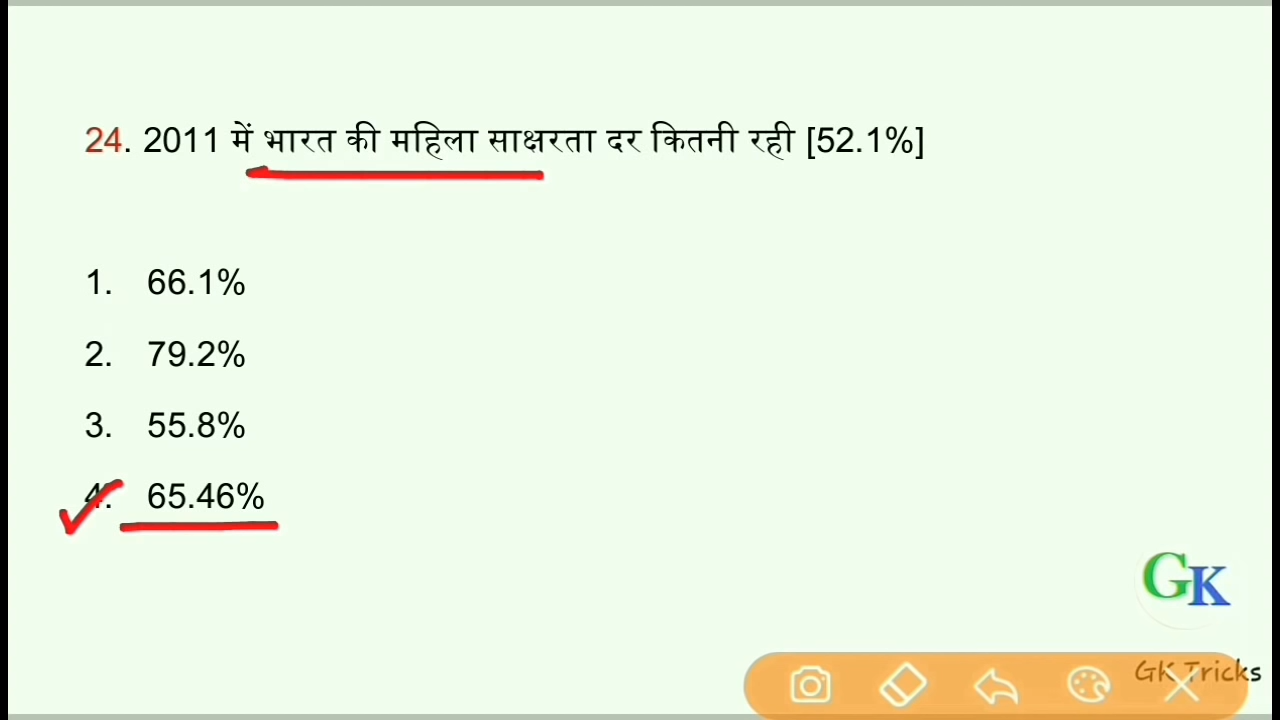 24. 2011 में भारत की महिला साक्षरता दर कितनी रही [52.1%]
1. 66.1%
2. 79.2%
3. 55.8%
4. 65.46%
GK
GK Tricks